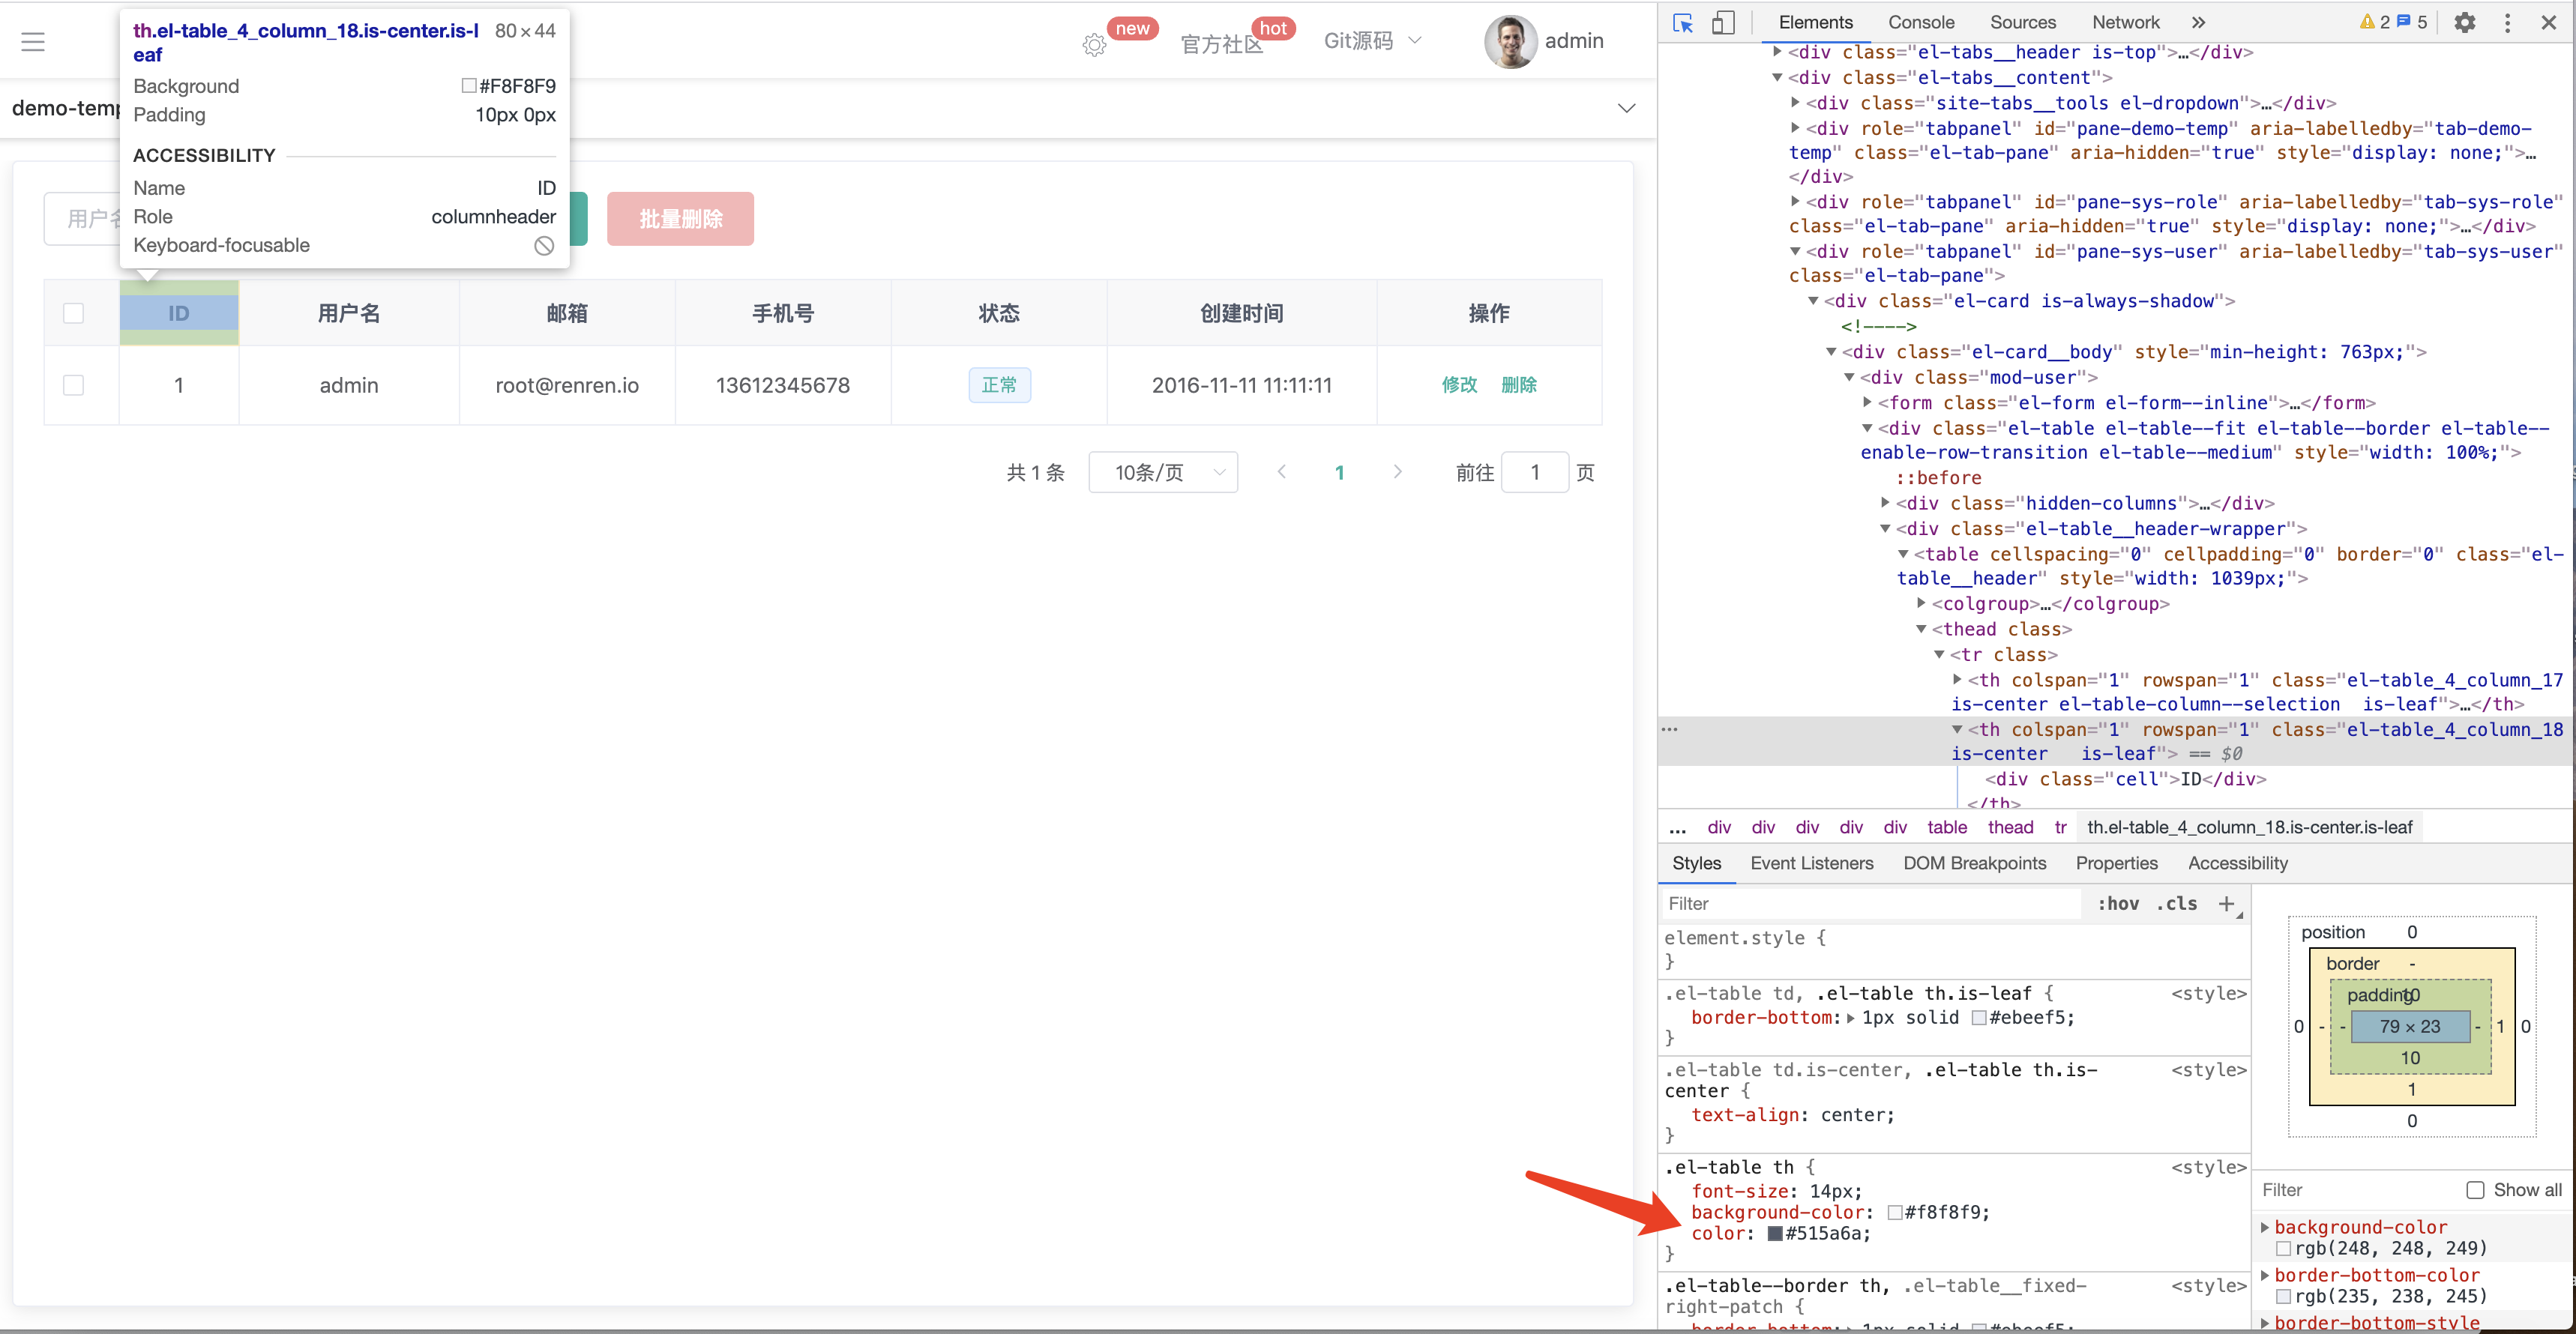 th.el-table_4_column_18.is-center.is-l
eaf
80 × 44
Background #F8F8F9
Padding 10px 0px
ACCESSIBILITY
Name ID
Role columnheader
Keyboard-focusable
new
官方社区
hot
Git源码
admin
demo-temp
用户名
批量删除
ID 用户名 邮箱 手机号 状态 创建时间 操作
1 admin root@renren.io 13612345678 正常 2016-11-11 11:11:11 修改 删除
共 1 条 10条/页 1 前往 1 页
Elements Console Sources Network » 2 5
<div class="el-tabs__header is-top">…</div>
<div class="el-tabs__content">
<div class="site-tabs__tools el-dropdown">…</div>
<div role="tabpanel" id="pane-demo-temp" aria-labelledby="tab-demo-
temp" class="el-tab-pane" aria-hidden="true" style="display: none;">…
</div>
<div role="tabpanel" id="pane-sys-role" aria-labelledby="tab-sys-role"
class="el-tab-pane" aria-hidden="true" style="display: none;">…</div>
<div role="tabpanel" id="pane-sys-user" aria-labelledby="tab-sys-user"
class="el-tab-pane">
<div class="el-card is-always-shadow">
<!---->
<div class="el-card__body" style="min-height: 763px;">
<div class="mod-user">
<form class="el-form el-form--inline">…</form>
<div class="el-table el-table--fit el-table--border el-table--
enable-row-transition el-table--medium" style="width: 100%;">
::before
<div class="hidden-columns">…</div>
<div class="el-table__header-wrapper">
<table cellspacing="0" cellpadding="0" border="0" class="el-
table__header" style="width: 1039px;">
<colgroup>…</colgroup>
<thead class>
<tr class>
<th colspan="1" rowspan="1" class="el-table_4_column_17
is-center el-table-column--selection  is-leaf">…</th>
<th colspan="1" rowspan="1" class="el-table_4_column_18
is-center   is-leaf"> == $0
<div class="cell">ID</div>
</th>
… div div div div div table thead tr th.el-table_4_column_18.is-center.is-leaf
Styles Event Listeners DOM Breakpoints Properties Accessibility
Filter :hov .cls +
element.style {
}
.el-table td, .el-table th.is-leaf { <style>
border-bottom: 1px solid #ebeef5;
}
.el-table td.is-center, .el-table th.is- <style>
center {
text-align: center;
}
.el-table th { <style>
font-size: 14px;
background-color: #f8f8f9;
color: #515a6a;
}
.el-table--border th, .el-table__fixed- <style>
right-patch {
border-bottom: 1px solid #ebeef5;
position 0
border -
padding 10
0 - - 79 × 23 - 1 0
10
1
0
Filter Show all
background-color
rgb(248, 248, 249)
border-bottom-color
rgb(235, 238, 245)
border-bottom-style